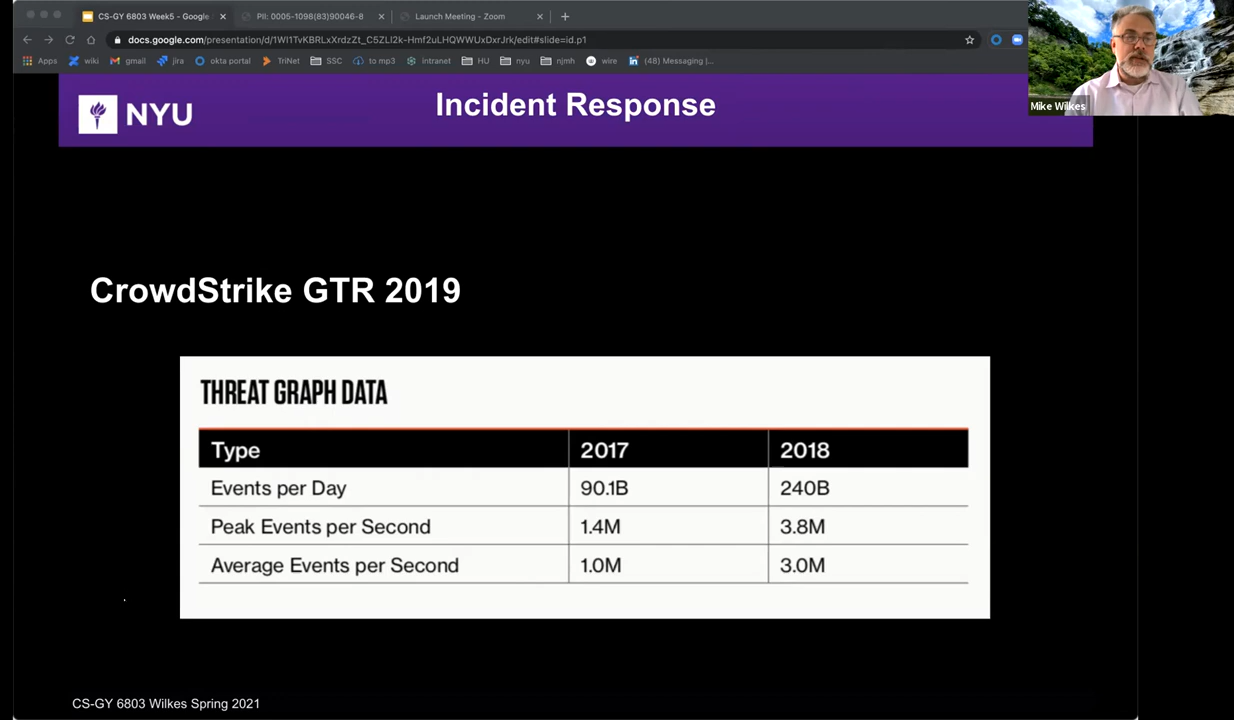 CS-GY 6803 Week5 - Google
PII: 0005-1098(83)90046-8
Launch Meeting - Zoom
docs.google.com/presentation/d/1WI1TvKBRLxXrdzZt_C5ZLI2k-Hmf2uLHQWWUxDxrJrk/edit#slide=id.p1
Apps wiki gmail jira okta portal TriNet SSC to mp3 intranet HU nyu njmh wire (48) Messaging |...
NYU
Incident Response
Mike Wilkes
CrowdStrike GTR 2019
THREAT GRAPH DATA
Type 2017 2018
Events per Day 90.1B 240B
Peak Events per Second 1.4M 3.8M
Average Events per Second 1.0M 3.0M
CS-GY 6803 Wilkes Spring 2021